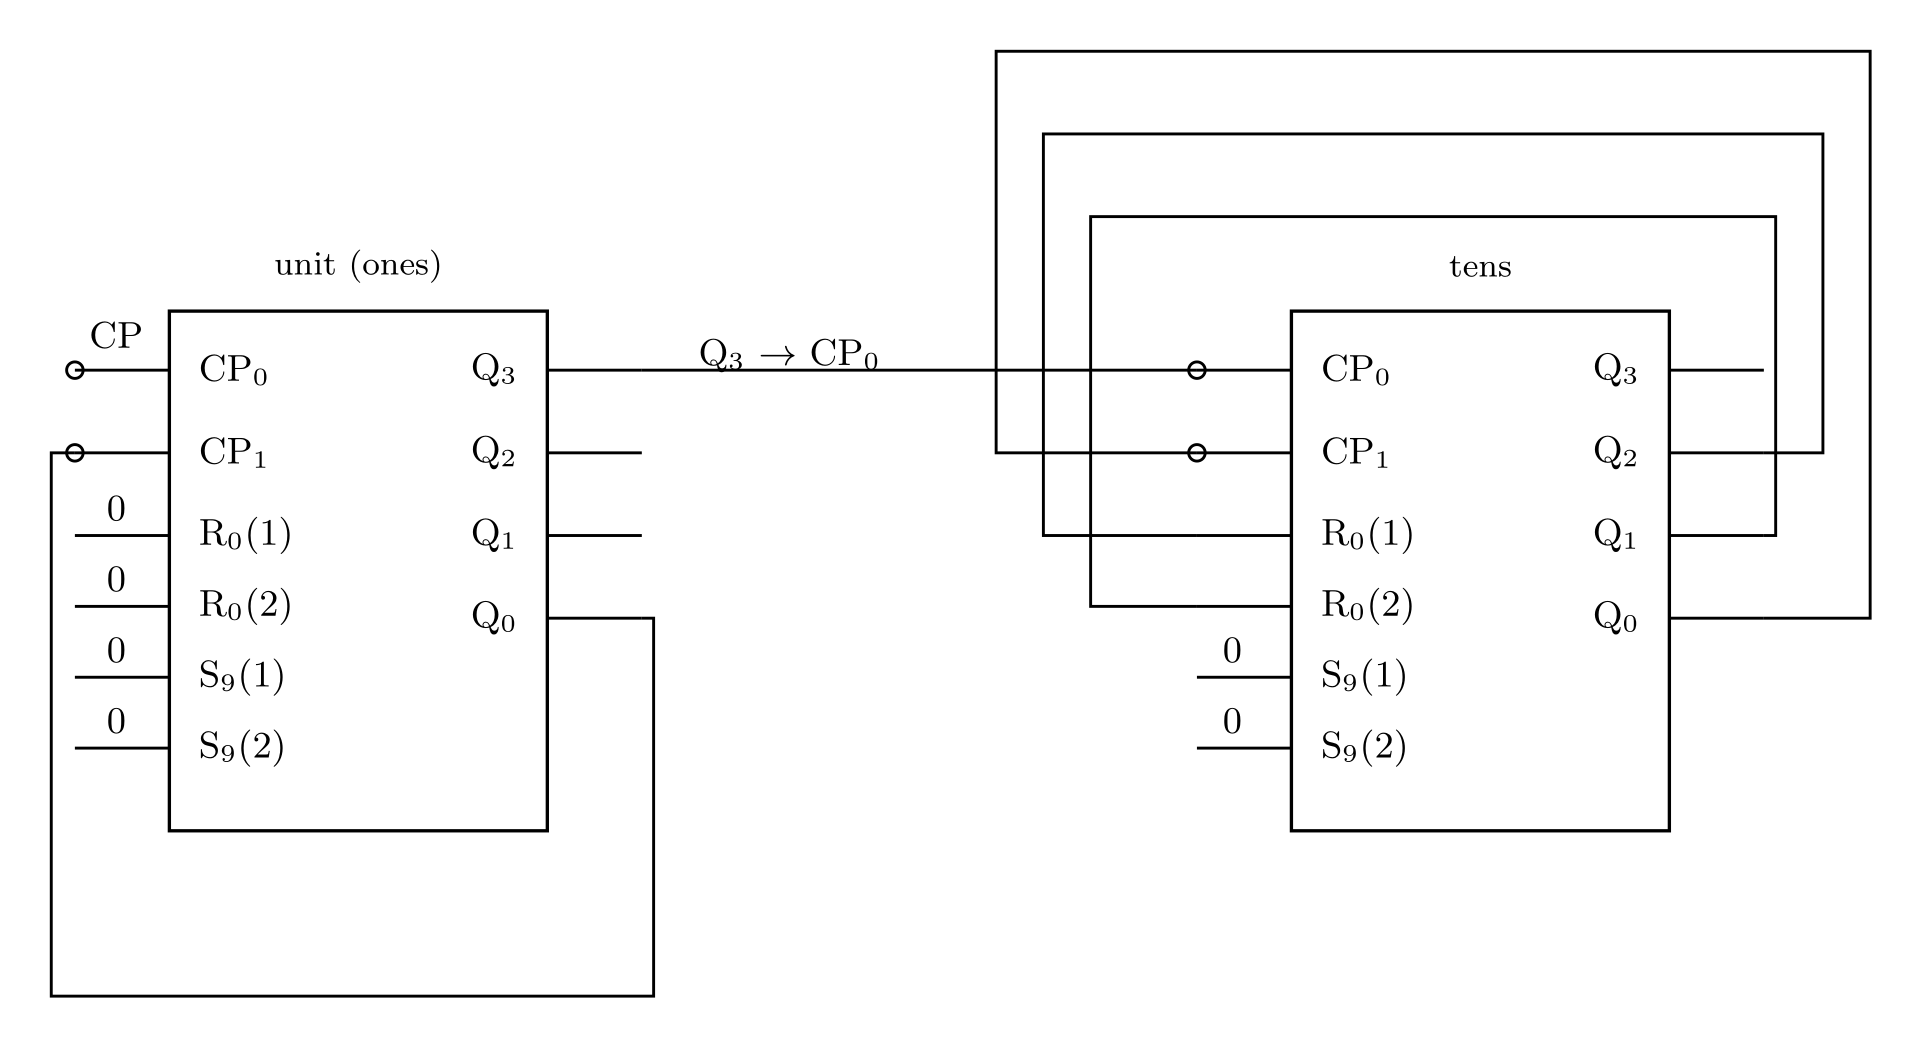 unit (ones)
tens
CP
Q₃ → CP₀
CP₀
Q₃
CP₁
Q₂
0
R₀(1)
Q₁
0
R₀(2)
Q₀
0
S₉(1)
0
S₉(2)
CP₀
Q₃
CP₁
Q₂
R₀(1)
Q₁
R₀(2)
Q₀
0
S₉(1)
0
S₉(2)